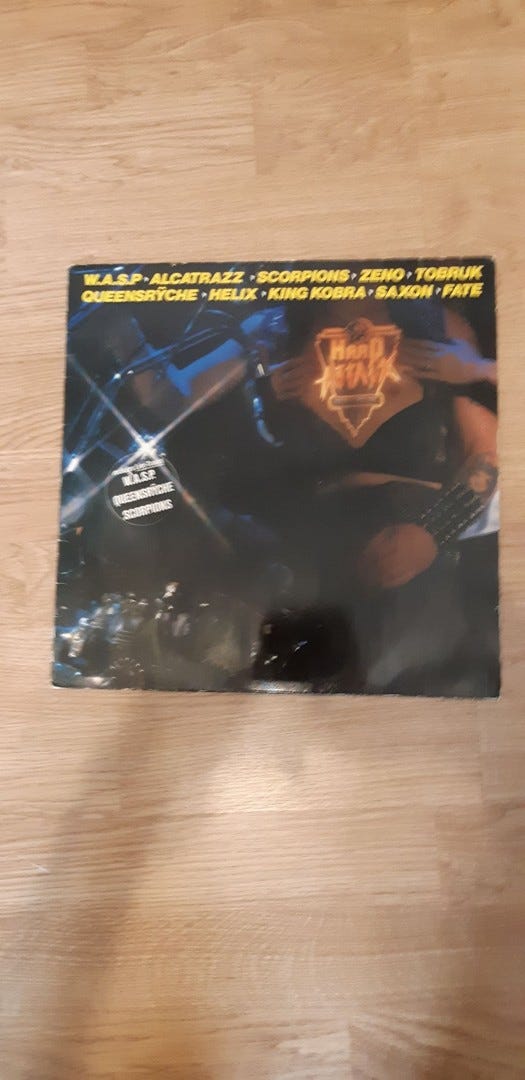 W.A.S.P ▸ ALCATRAZZ ▸ SCORPIONS ▸ ZENO ▸ TOBRUK
QUEENSRŸCHE ▸ HELIX ▸ KING KOBRA ▸ SAXON ▸ FATE
HARD
ATTACK
W.A.S.P.
QUEENSRŸCHE
SCORPIONS